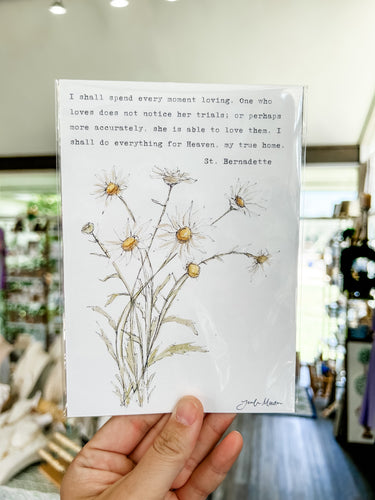 I shall spend every moment loving. One who
loves does not notice her trials; or perhaps
more accurately, she is able to love them. I
shall do everything for Heaven, my true home.
St. Bernadette